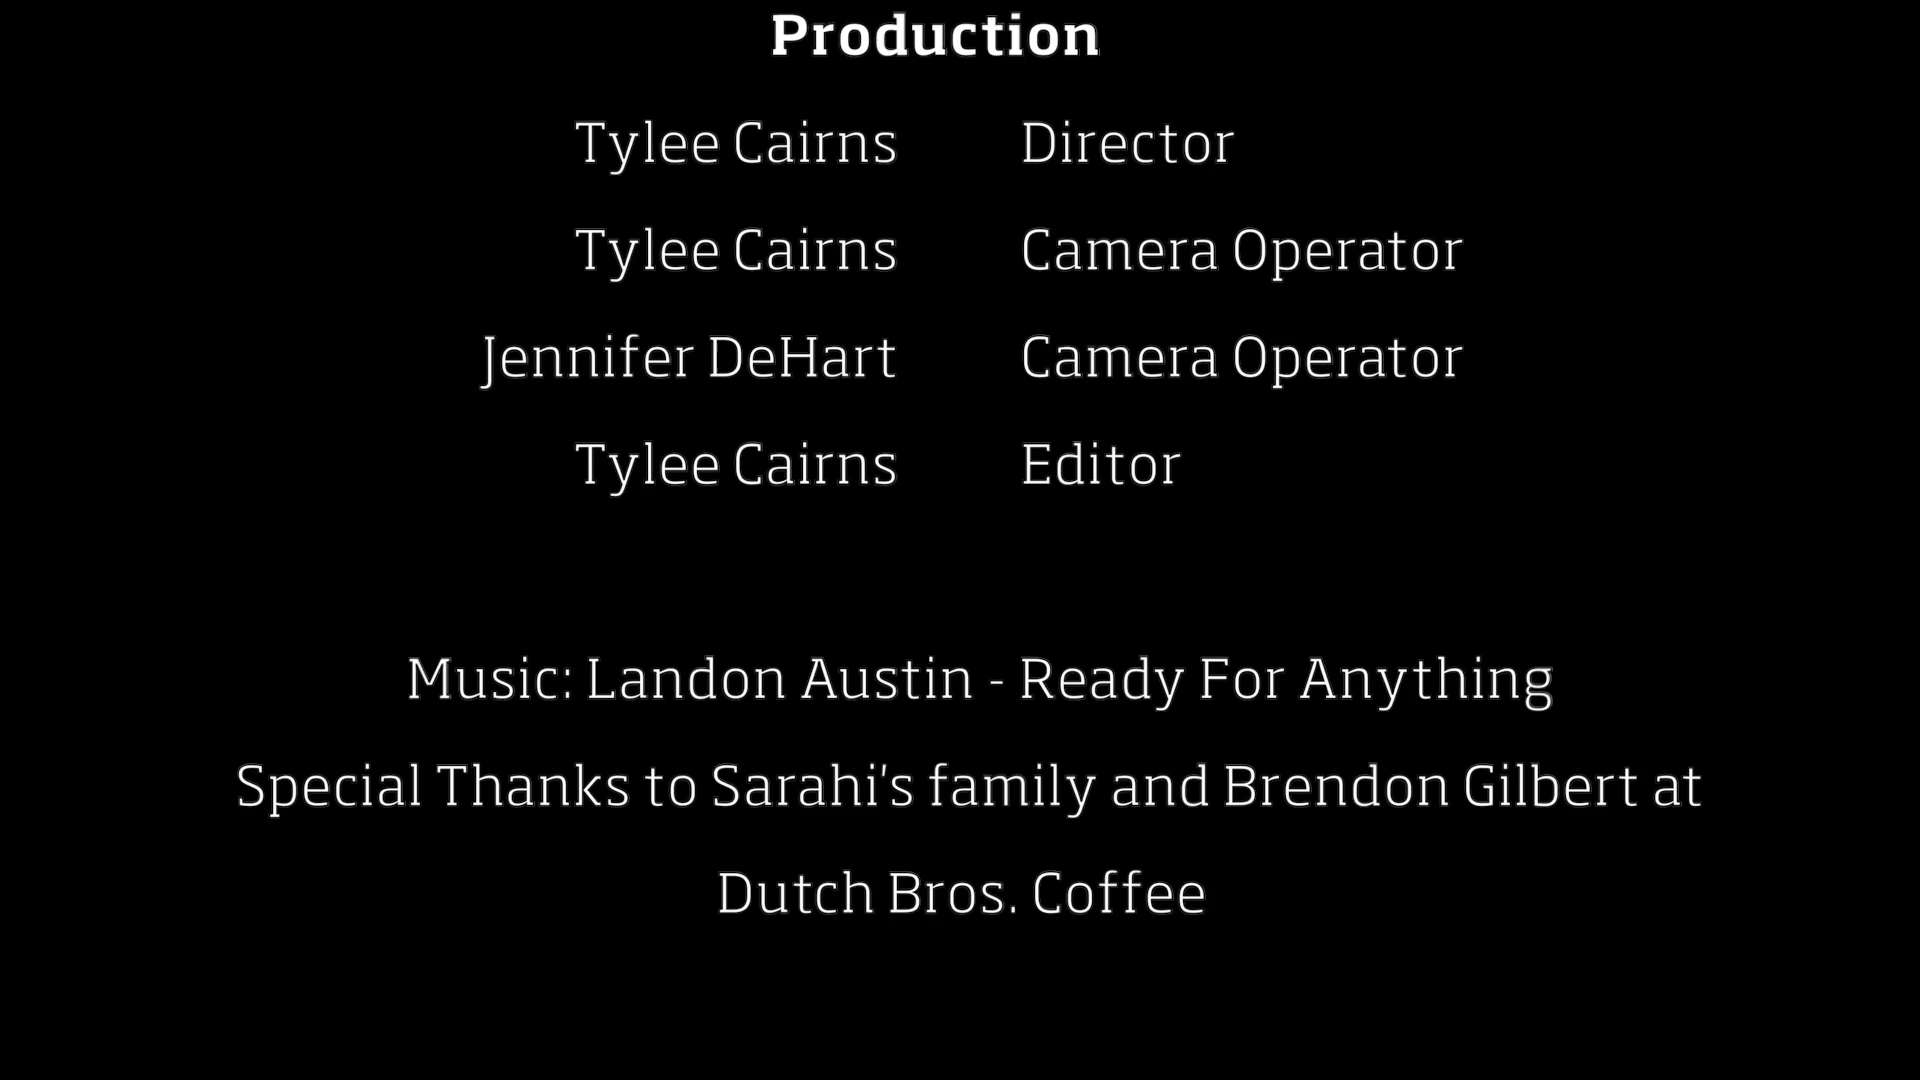 Production
Tylee Cairns Director
Tylee Cairns Camera Operator
Jennifer DeHart Camera Operator
Tylee Cairns Editor
Music: Landon Austin - Ready For Anything
Special Thanks to Sarahi's family and Brendon Gilbert at
Dutch Bros. Coffee